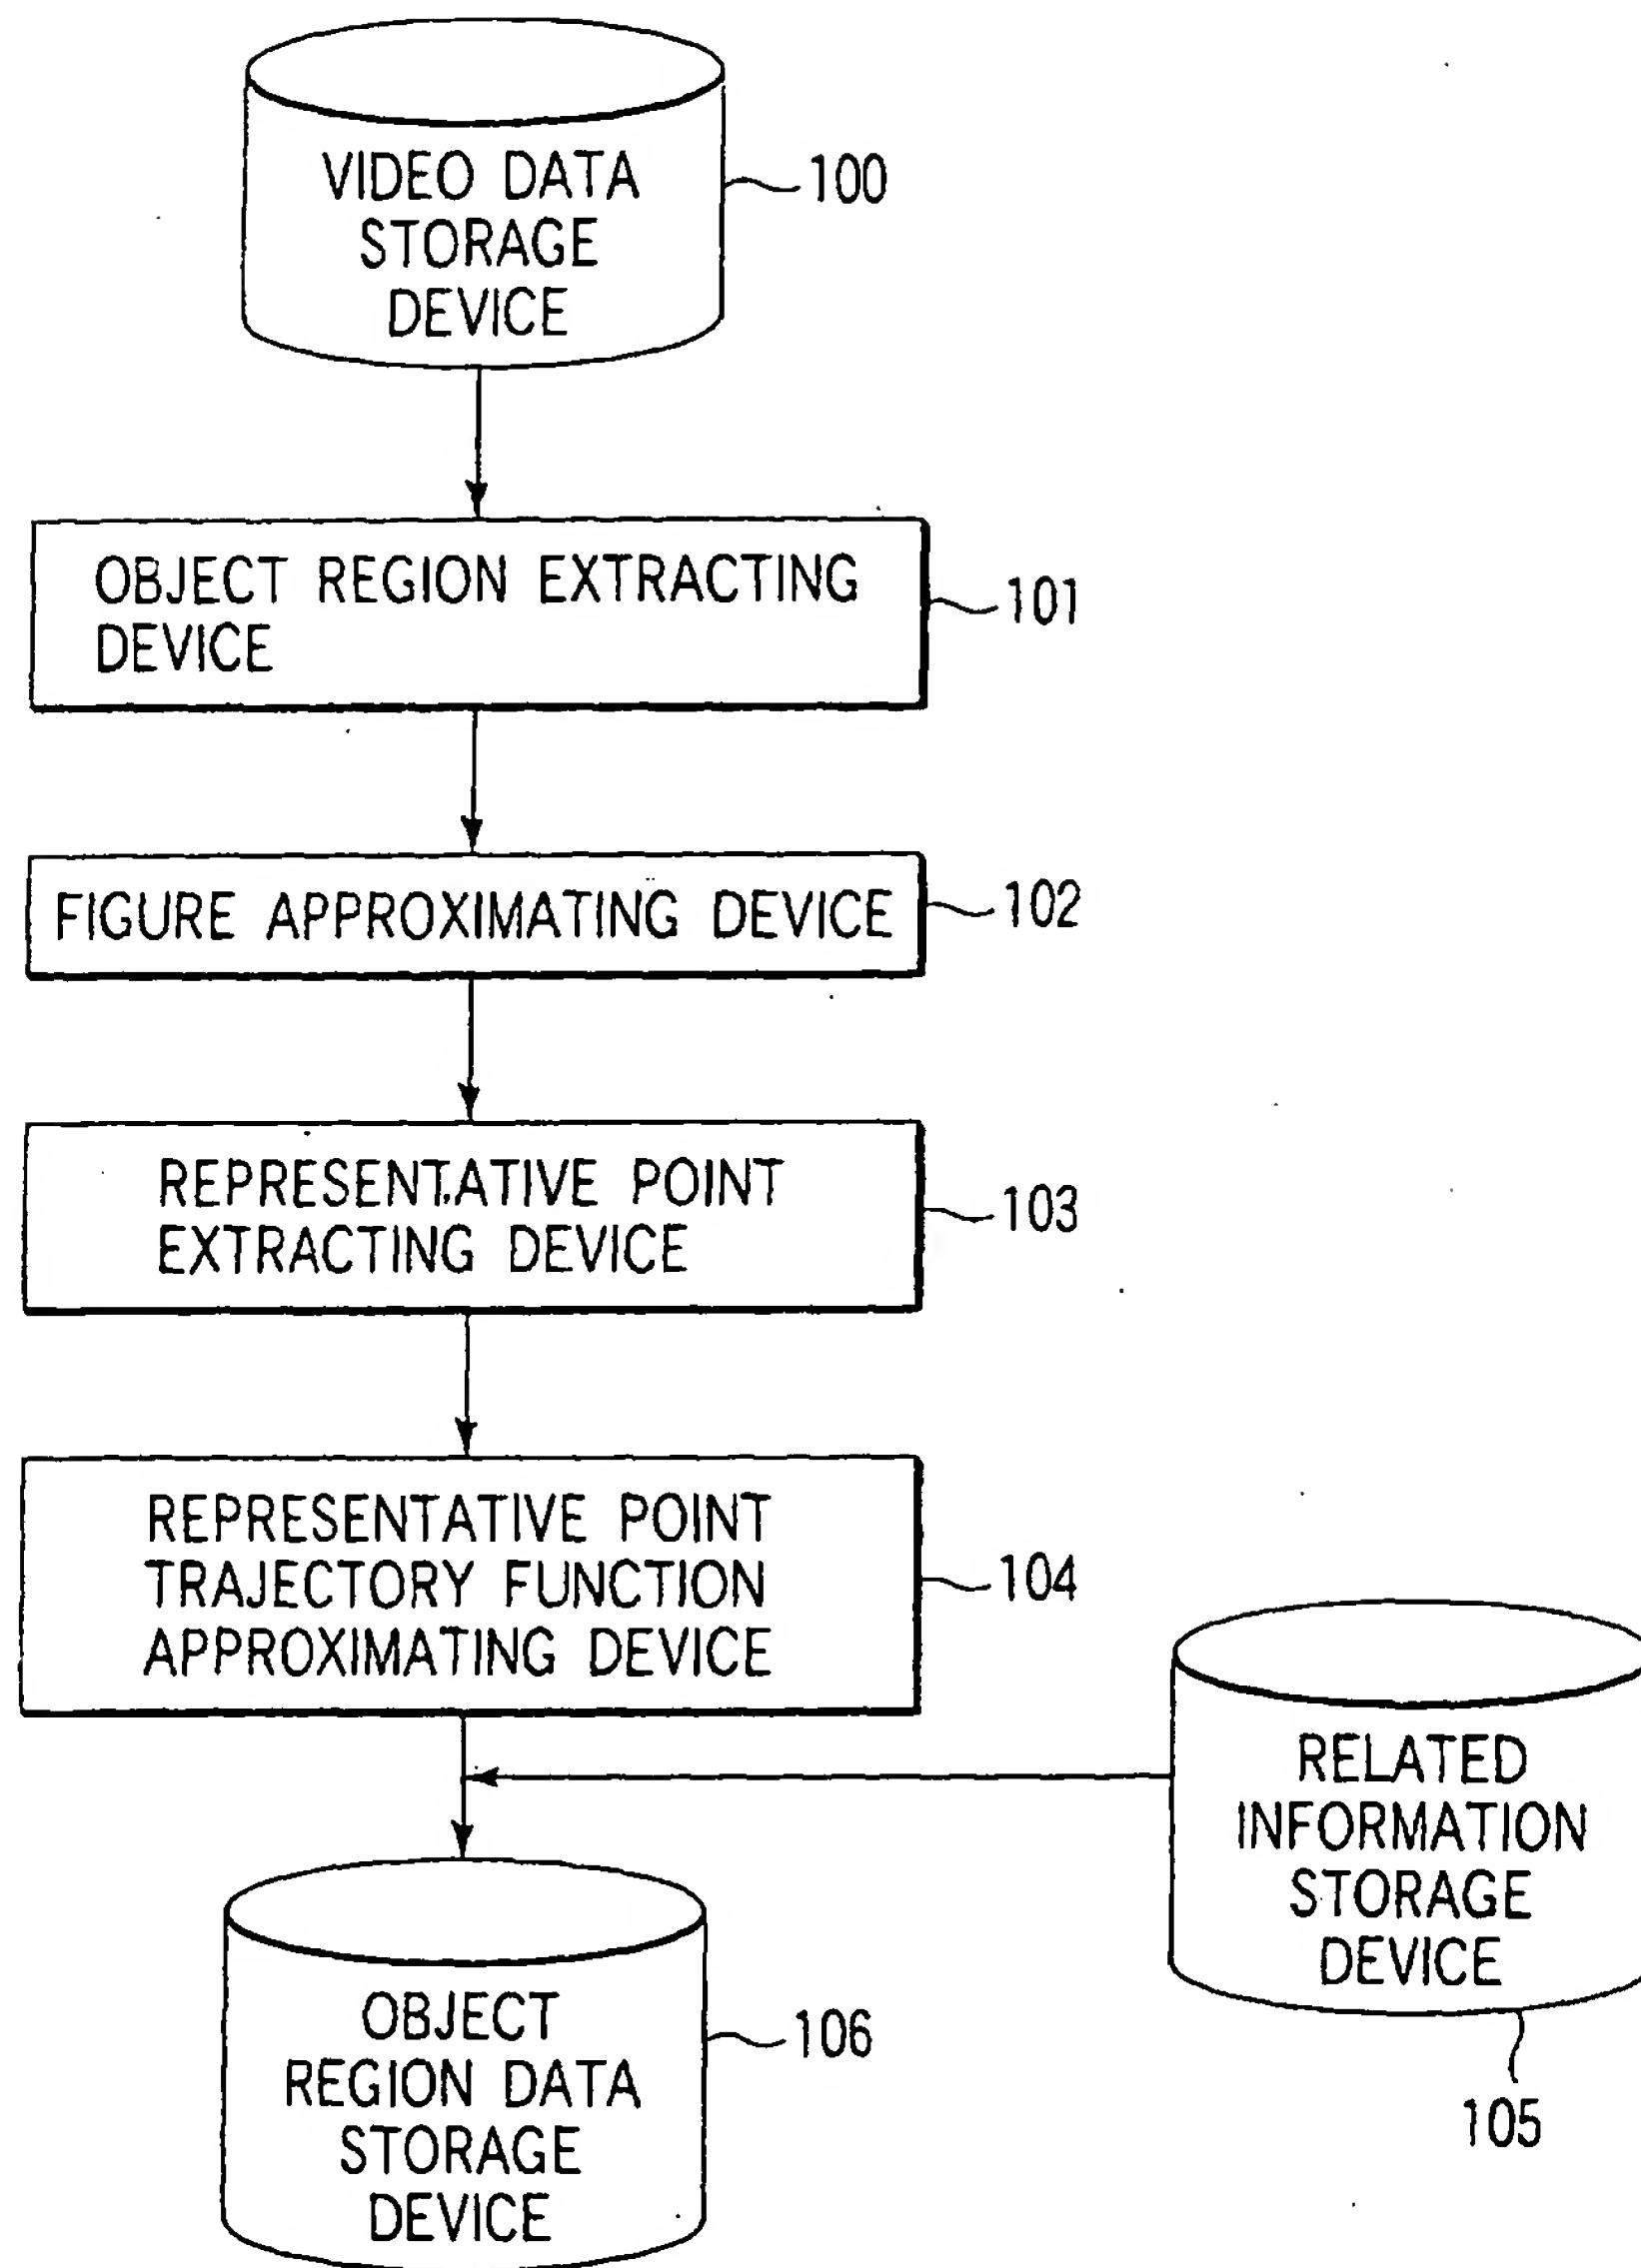 VIDEO DATA
STORAGE
DEVICE
100
OBJECT REGION EXTRACTING
DEVICE
101
FIGURE APPROXIMATING DEVICE
102
REPRESENTATIVE POINT
EXTRACTING DEVICE
103
REPRESENTATIVE POINT
TRAJECTORY FUNCTION
APPROXIMATING DEVICE
104
RELATED
INFORMATION
STORAGE
DEVICE
105
OBJECT
REGION DATA
STORAGE
DEVICE
106